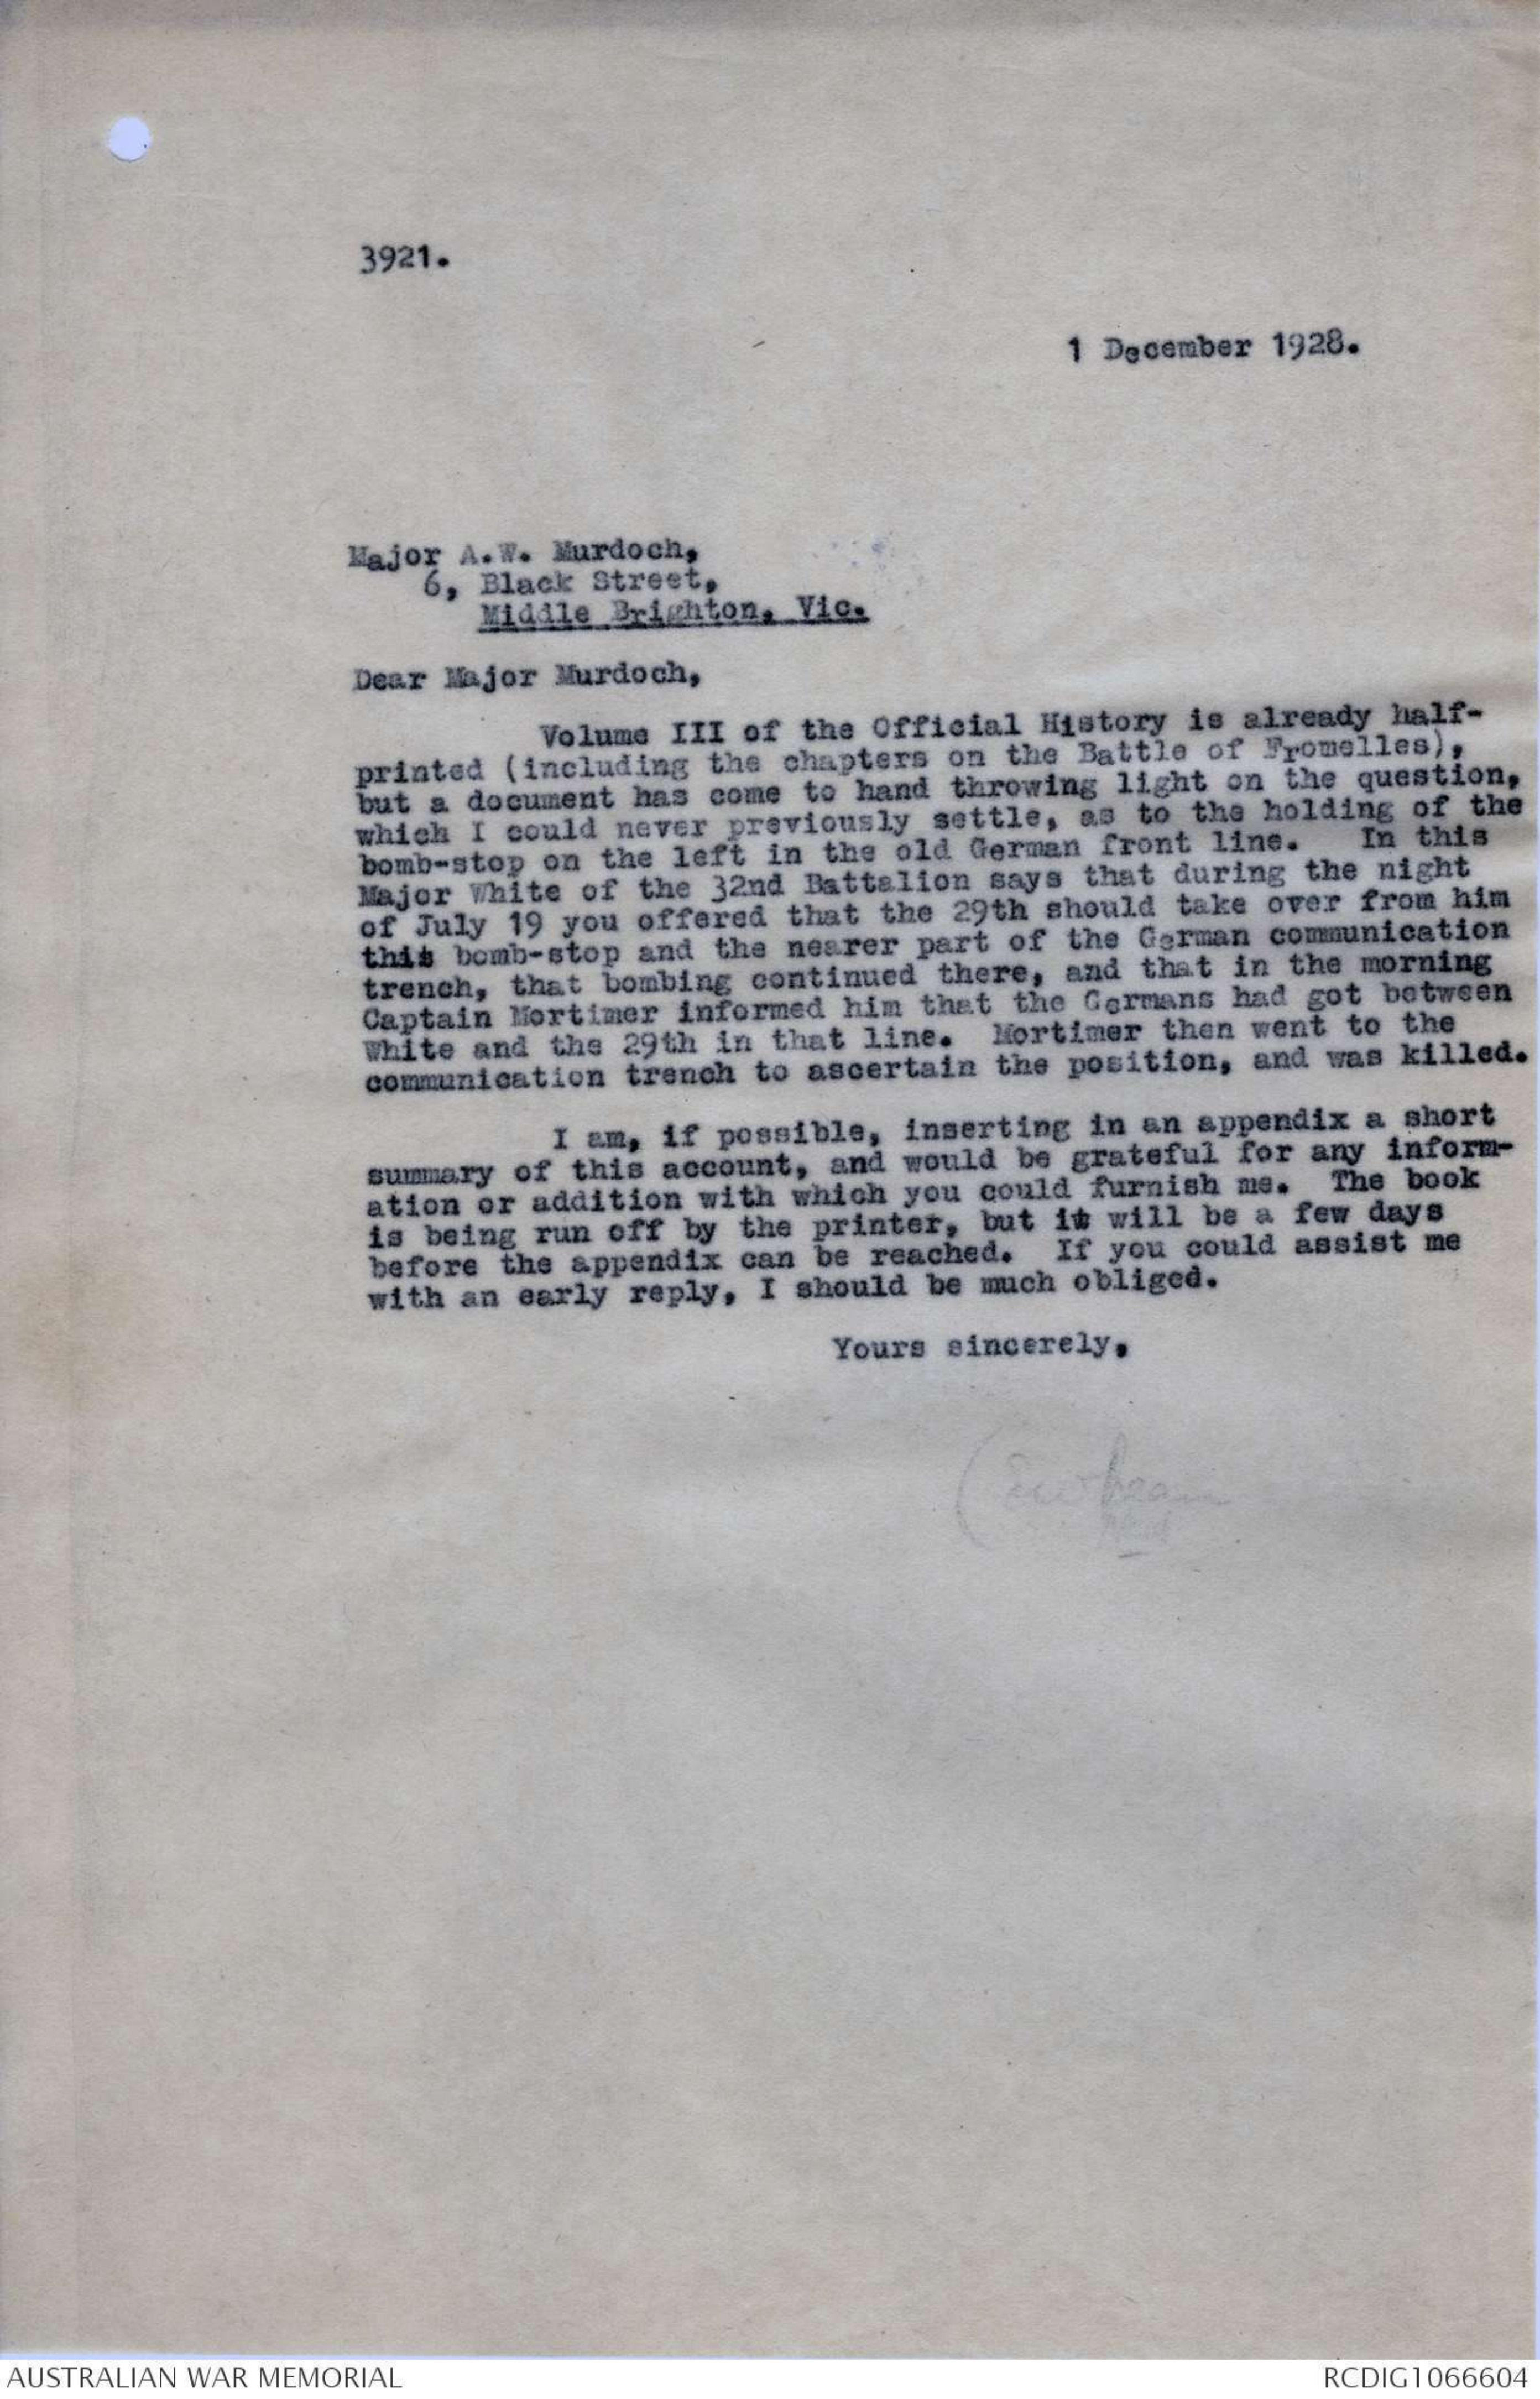 3921.
1 December 1928.
Major A.W. Murdoch,
6, Black Street,
Middle Brighton, Vic.
Dear Major Murdoch,
Volume III of the Official History is already half-
printed (including the chapters on the Battle of Fromelles),
but a document has come to hand throwing light on the question,
which I could never previously settle, as to the holding of the
bomb-stop on the left in the old German front line. In this
Major White of the 32nd Battalion says that during the night
of July 19 you offered that the 29th should take over from him
this bomb-stop and the nearer part of the German communication
trench, that bombing continued there, and that in the morning
Captain Mortimer informed him that the Germans had got between
White and the 29th in that line. Mortimer then went to the
communication trench to ascertain the position, and was killed.
I am, if possible, inserting in an appendix a short
summary of this account, and would be grateful for any inform-
ation or addition with which you could furnish me. The book
is being run off by the printer, but it will be a few days
before the appendix can be reached. If you could assist me
with an early reply, I should be much obliged.
Yours sincerely,
Bean
AUSTRALIAN WAR MEMORIAL
RCDIG1066604